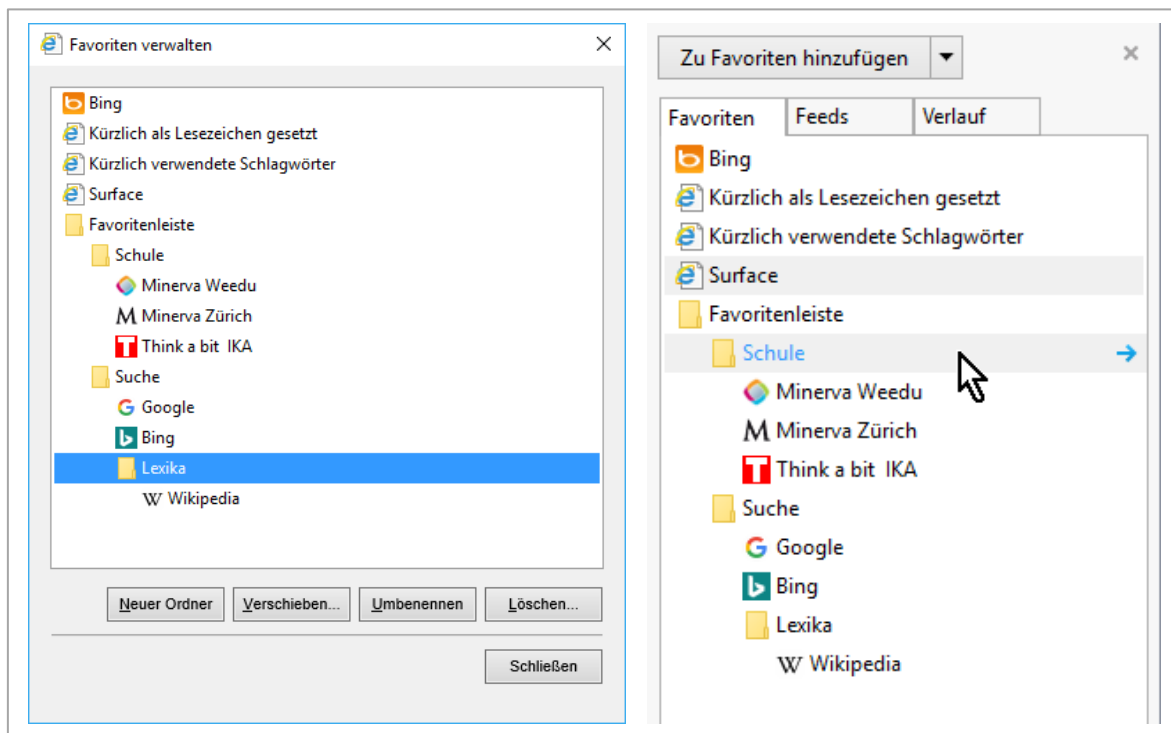 Favoriten verwalten
Bing
Kürzlich als Lesezeichen gesetzt
Kürzlich verwendete Schlagwörter
Surface
Favoritenleiste
Schule
Minerva Weedu
Minerva Zürich
Think a bit IKA
Suche
Google
Bing
Lexika
Wikipedia
Neuer Ordner
Verschieben...
Umbenennen
Löschen...
Schließen
Zu Favoriten hinzufügen
Favoriten
Feeds
Verlauf
Bing
Kürzlich als Lesezeichen gesetzt
Kürzlich verwendete Schlagwörter
Surface
Favoritenleiste
Schule
Minerva Weedu
Minerva Zürich
Think a bit IKA
Suche
Google
Bing
Lexika
Wikipedia